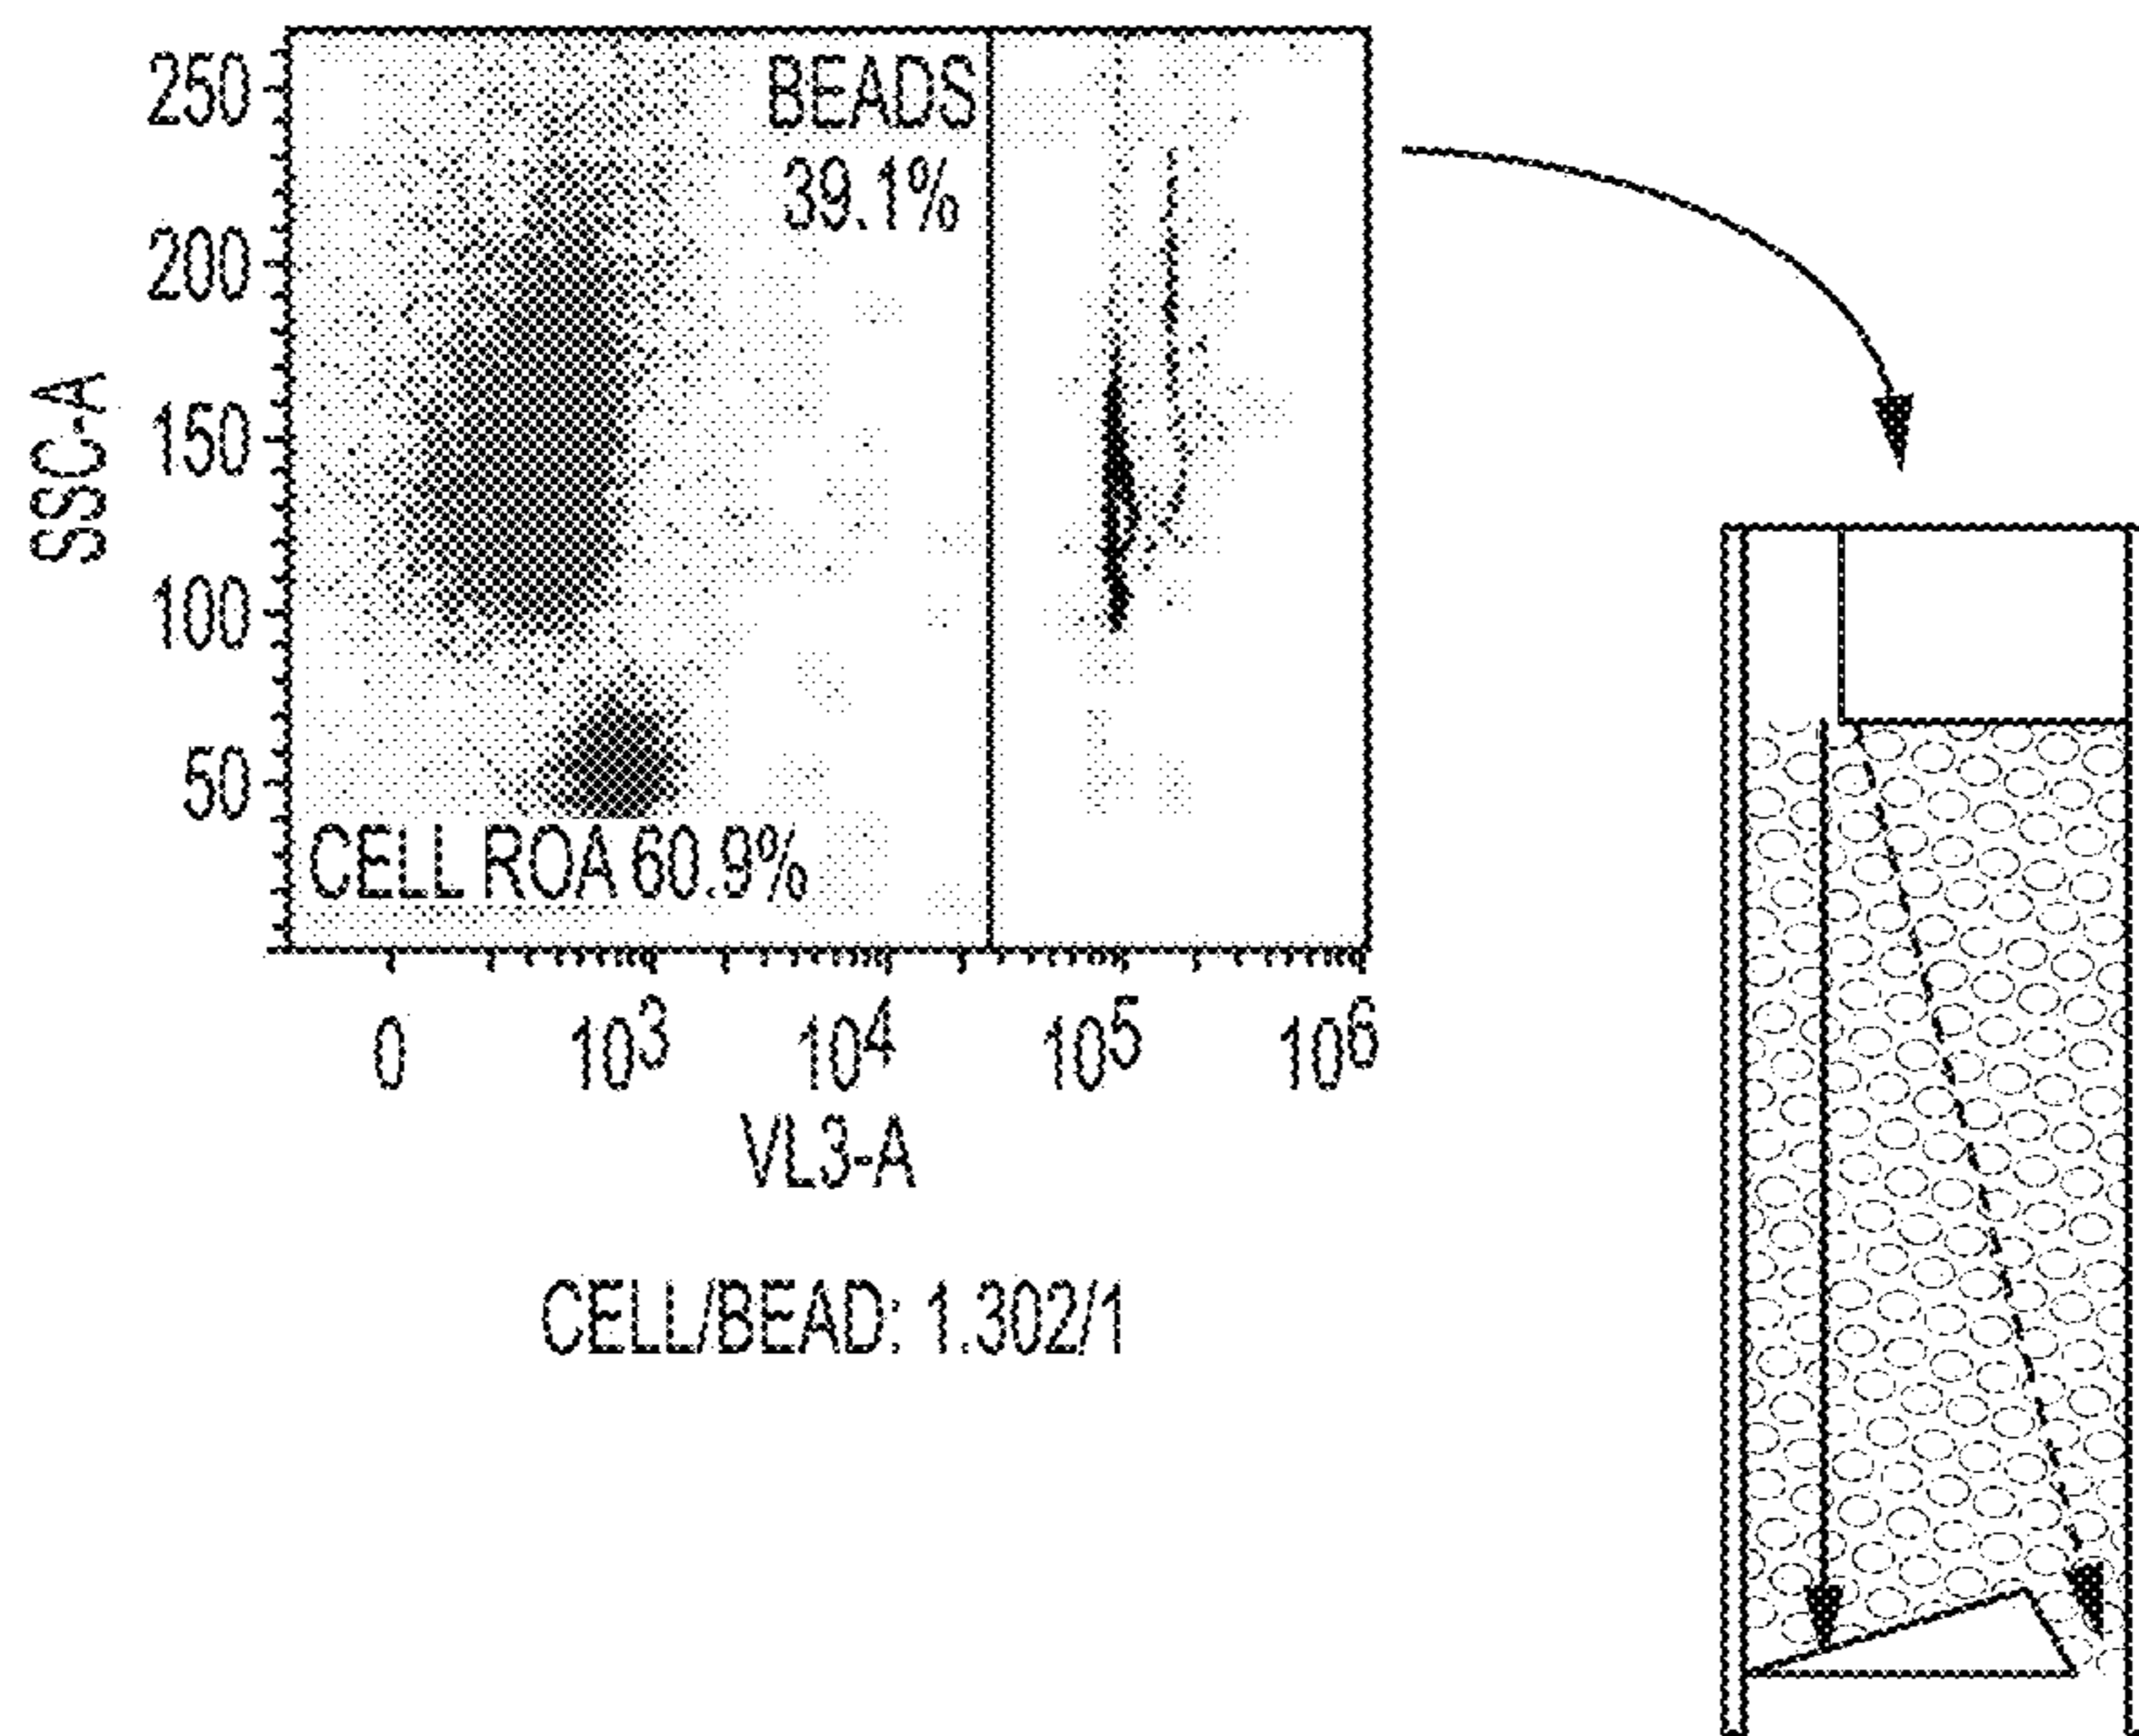 BEADS
39.1%
250
200
150
100
50
SSC-A
CELL ROA 60.9%
0 10³ 10⁴ 10⁵ 10⁶
VL3-A
CELL/BEAD: 1.302/1